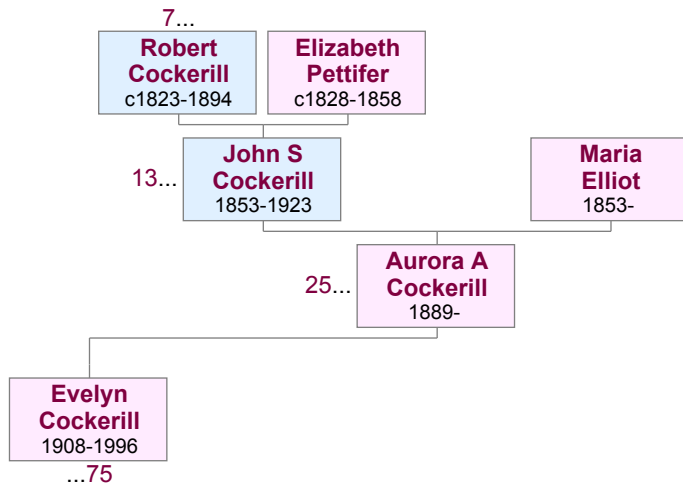 7...
Robert
Cockerill
c1823-1894
Elizabeth
Pettifer
c1828-1858
13...
John S
Cockerill
1853-1923
Maria
Elliot
1853-
25...
Aurora A
Cockerill
1889-
Evelyn
Cockerill
1908-1996
...75